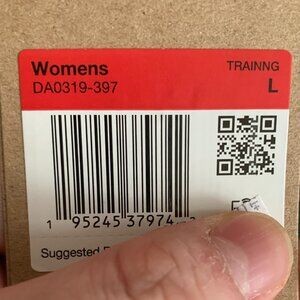 Womens
TRAINNG
DA0319-397
L
1 95245 37974
Suggested